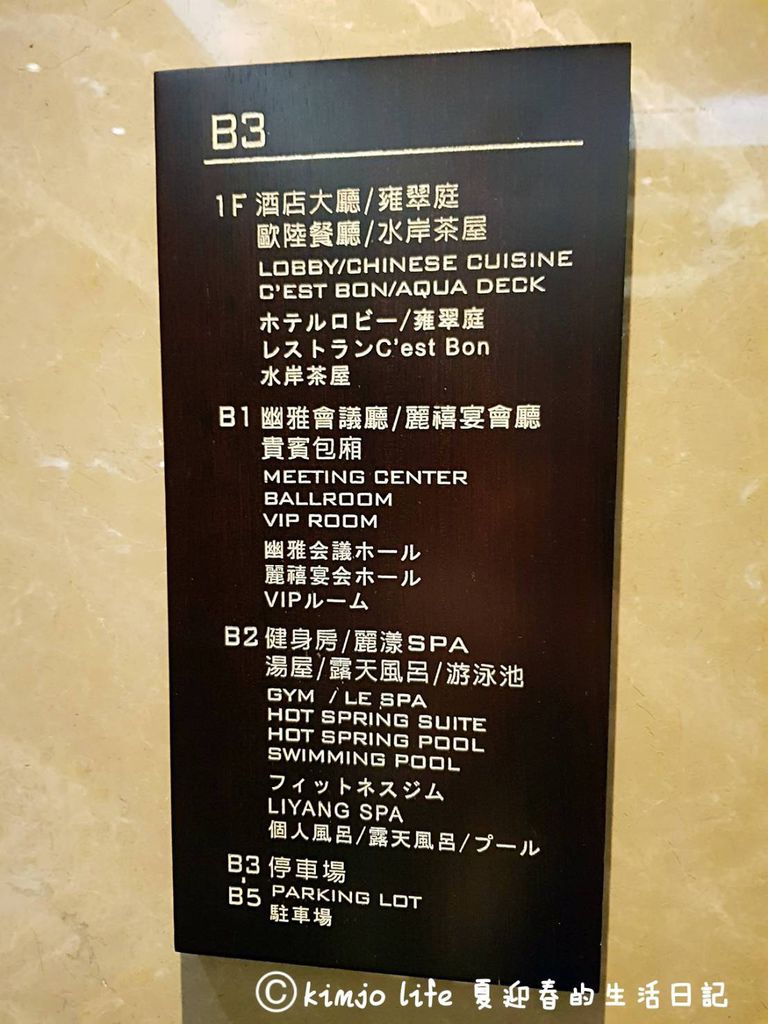 B3
1F 酒店大廳/雍翠庭
歐陸餐廳/水岸茶屋
LOBBY/CHINESE CUISINE
C'EST BON/AQUA DECK
ホテルロビー/雍翠庭
レストランC'est Bon
水岸茶屋
B1 幽雅會議廳/麗禧宴會廳
貴賓包廂
MEETING CENTER
BALLROOM
VIP ROOM
幽雅会議ホール
麗禧宴会ホール
VIPルーム
B2 健身房/麗漾SPA
湯屋/露天風呂/游泳池
GYM / LE SPA
HOT SPRING SUITE
HOT SPRING POOL
SWIMMING POOL
フィットネスジム
LIYANG SPA
個人風呂/露天風呂/プール
B3 停車場
B5 PARKING LOT
駐車場
©kimjo life 夏迎春的生活日記